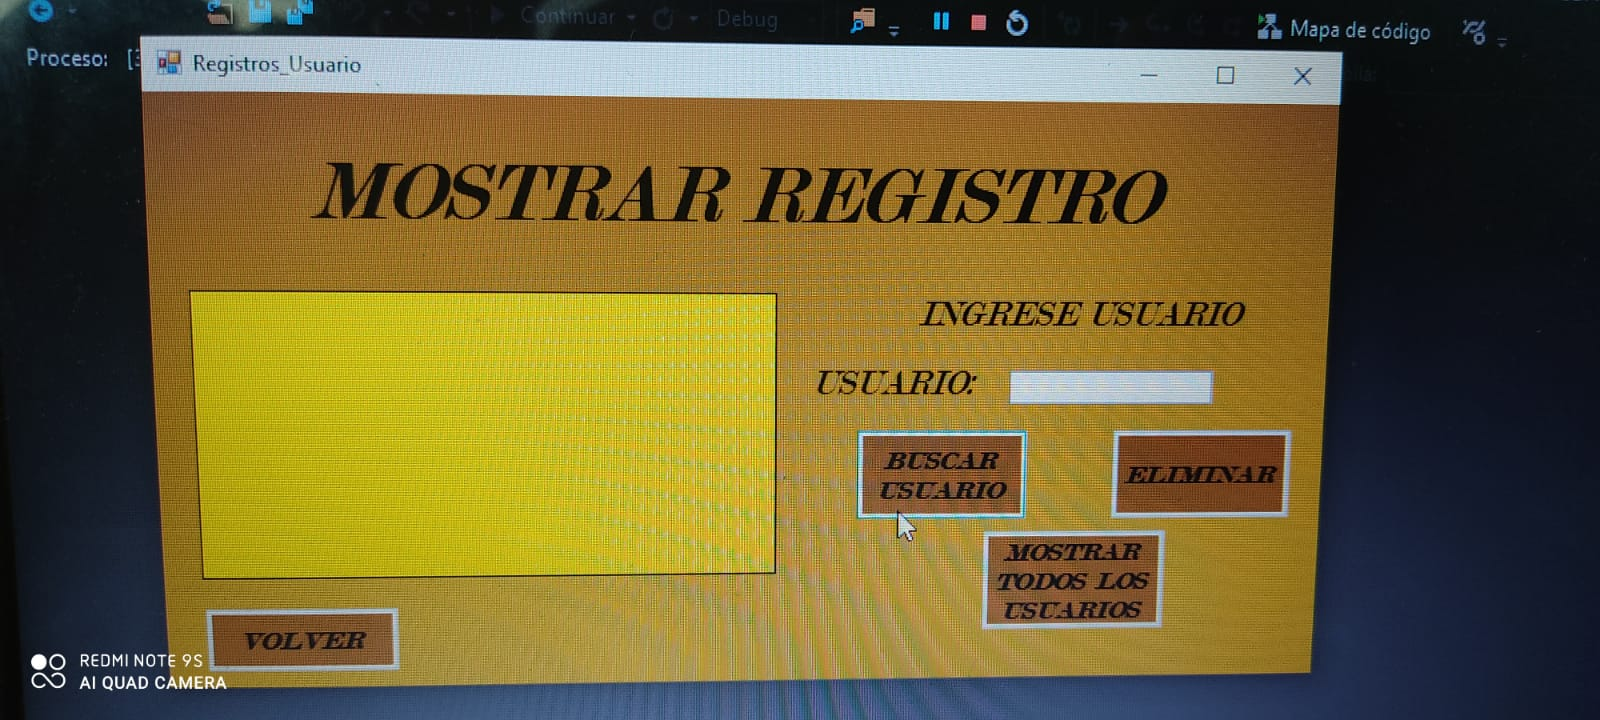 Continuar
Debug
Mapa de código
Proceso:
Registros_Usuario
MOSTRAR REGISTRO
INGRESE USUARIO
USUARIO:
BUSCAR
USUARIO
ELIMINAR
MOSTRAR
TODOS LOS
USUARIOS
VOLVER
REDMI NOTE 9S
AI QUAD CAMERA